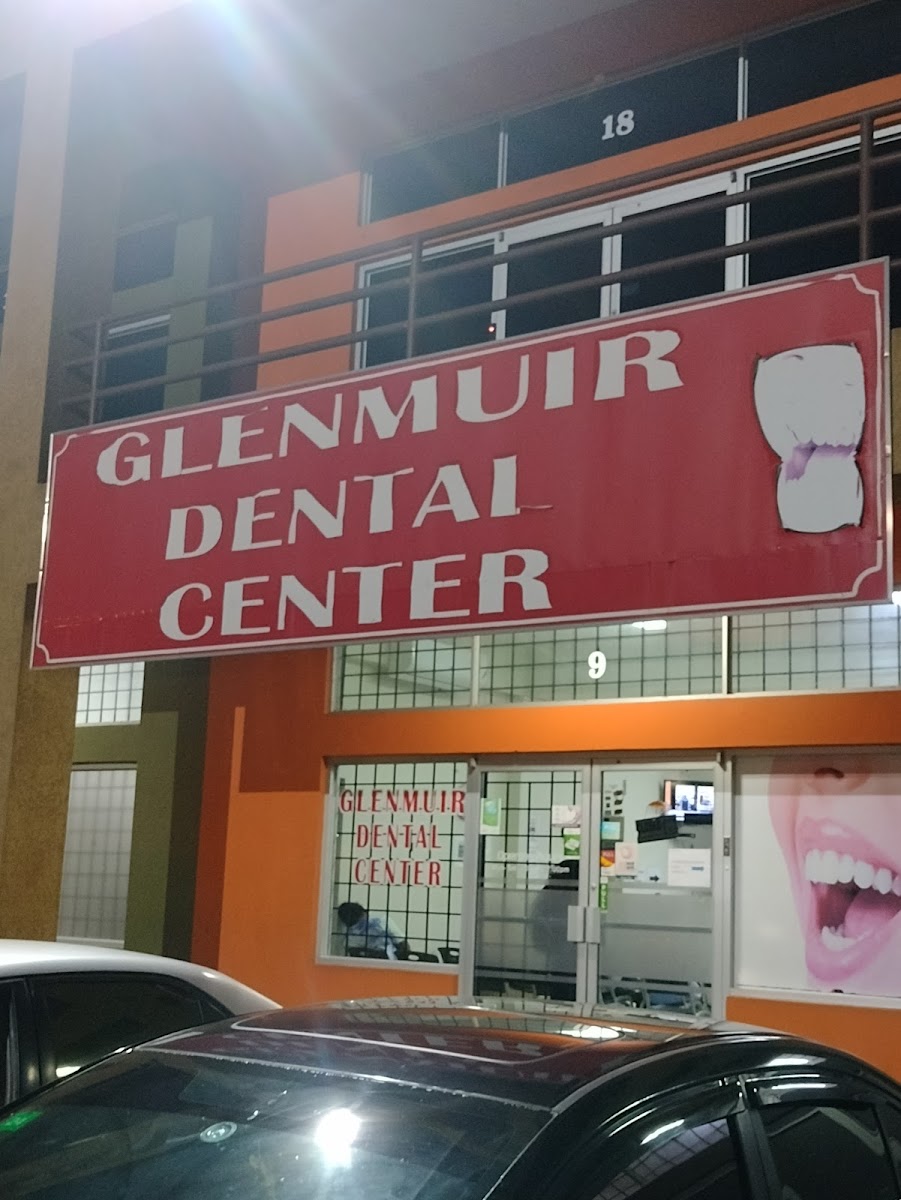 18
GLENMUIR
DENTAL
CENTER
9
GLENMUIR
DENTAL
CENTER